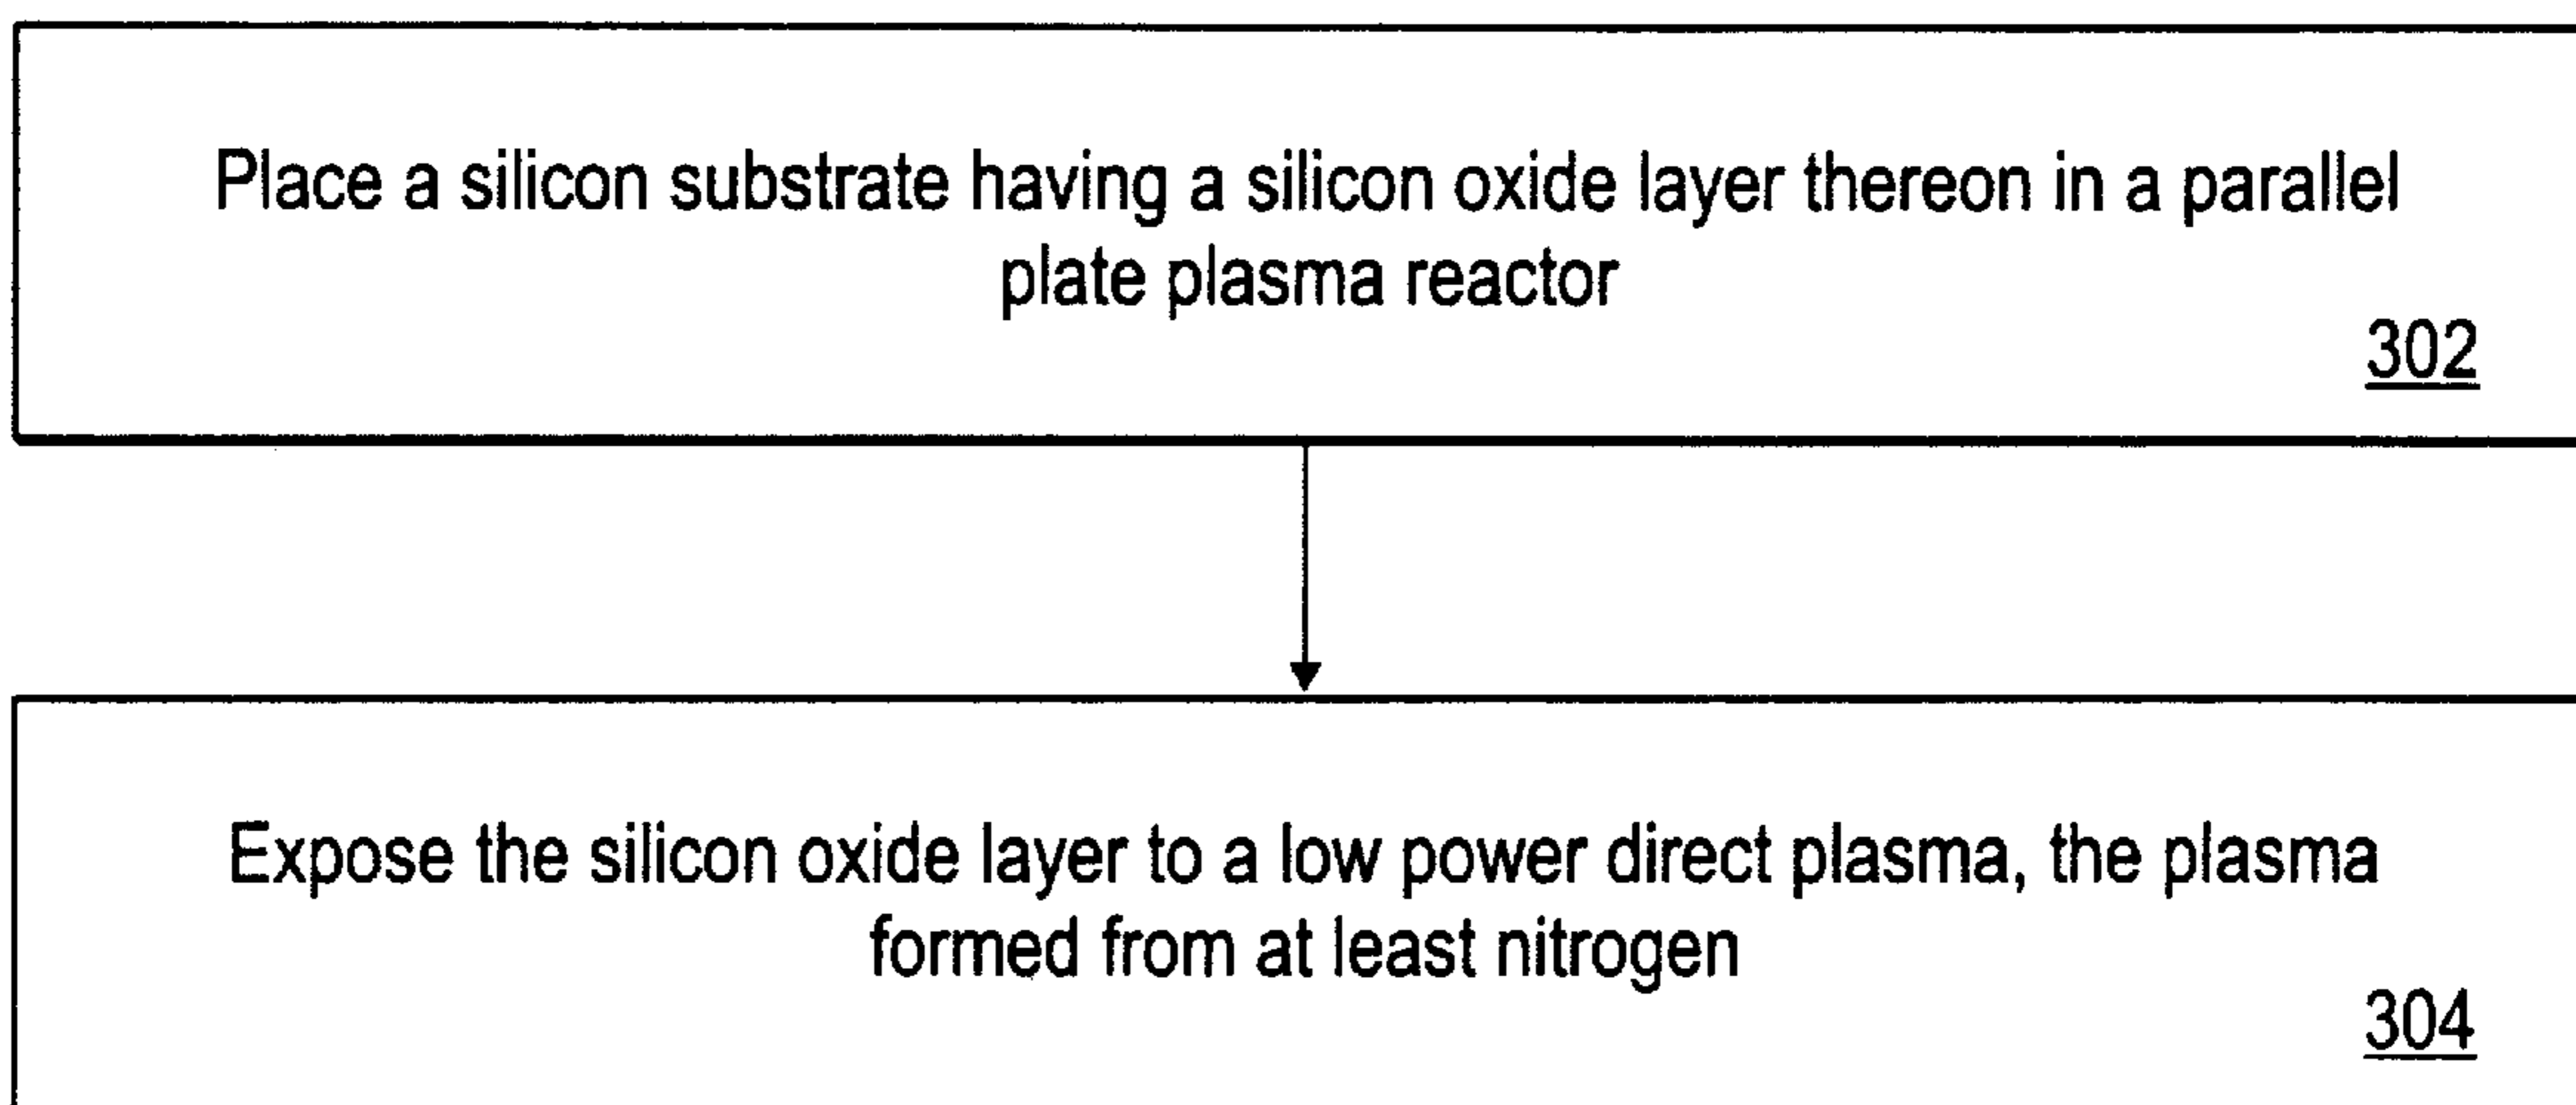 Place a silicon substrate having a silicon oxide layer thereon in a parallel
plate plasma reactor
302
Expose the silicon oxide layer to a low power direct plasma, the plasma
formed from at least nitrogen
304